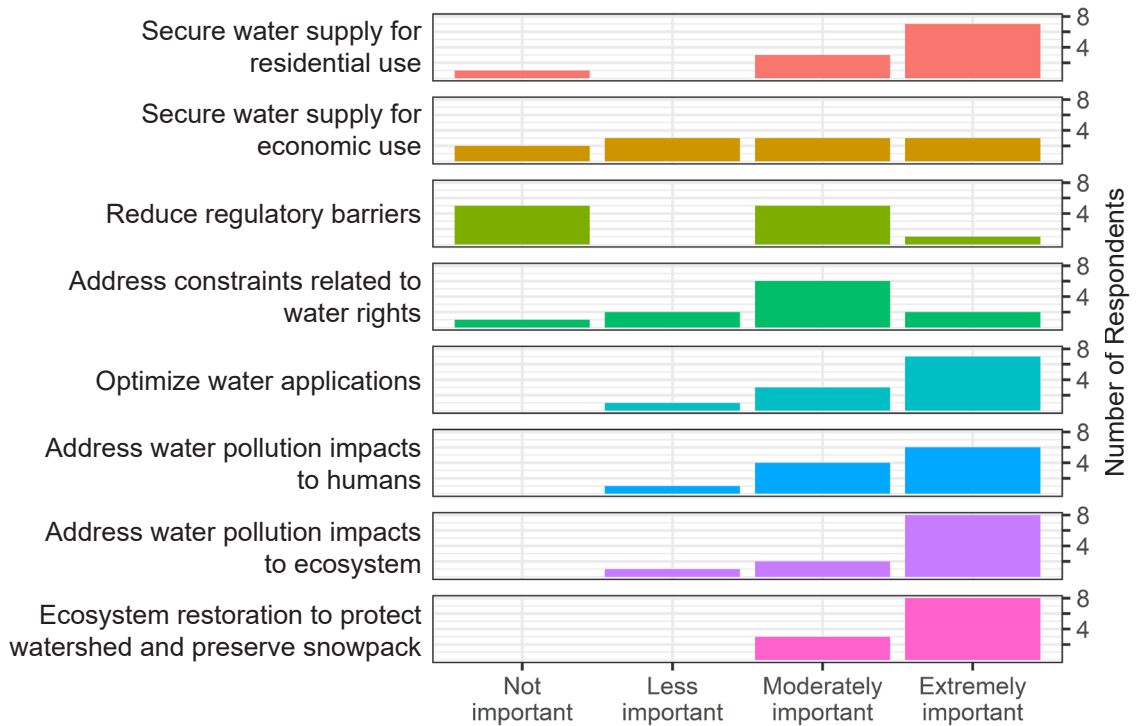 Secure water supply for
residential use
8
4
Secure water supply for
economic use
8
4
Reduce regulatory barriers
8
4
Address constraints related to
water rights
8
4
Optimize water applications
8
4
Address water pollution impacts
to humans
8
4
Address water pollution impacts
to ecosystem
8
4
Ecosystem restoration to protect
watershed and preserve snowpack
8
4
Number of Respondents
Not
important
Less
important
Moderately
important
Extremely
important